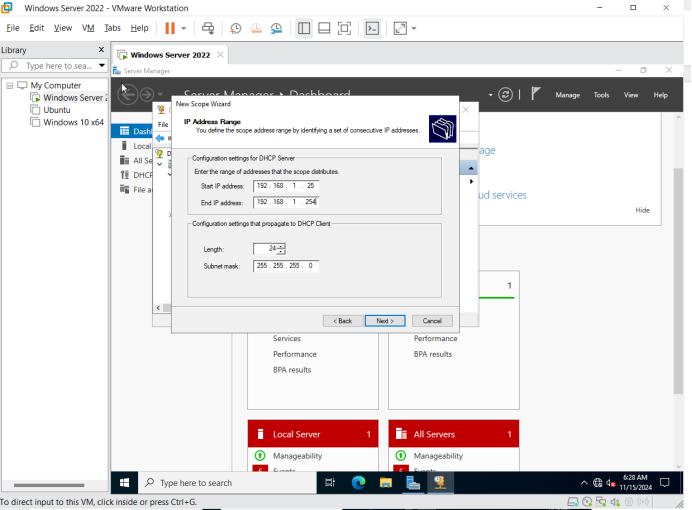 Windows Server 2022 - VMware Workstation
File Edit View VM Tabs Help
Library
Type here to sea...
My Computer
Windows Server 2
Ubuntu
Windows 10 x64
Windows Server 2022
Server Manager
Server Manager Dashboard
Manage Tools View Help
Dashb
Local
All Se
DHCP
File a
File
D
New Scope Wizard
IP Address Range
You define the scope address range by identifying a set of consecutive IP addresses.
Configuration settings for DHCP Server
Enter the range of addresses that the scope distributes.
Start IP address: 192 . 168 . 1 . 25
End IP address: 192 . 168 . 1 . 254
Configuration settings that propagate to DHCP Client
Length: 24
Subnet mask: 255 . 255 . 255 . 0
< Back Next > Cancel
age
ud services
Hide
1
Services
Performance
BPA results
Performance
BPA results
Local Server 1
Manageability
Events
All Servers 1
Manageability
Events
Type here to search
6:28 AM
11/15/2024
To direct input to this VM, click inside or press Ctrl+G.